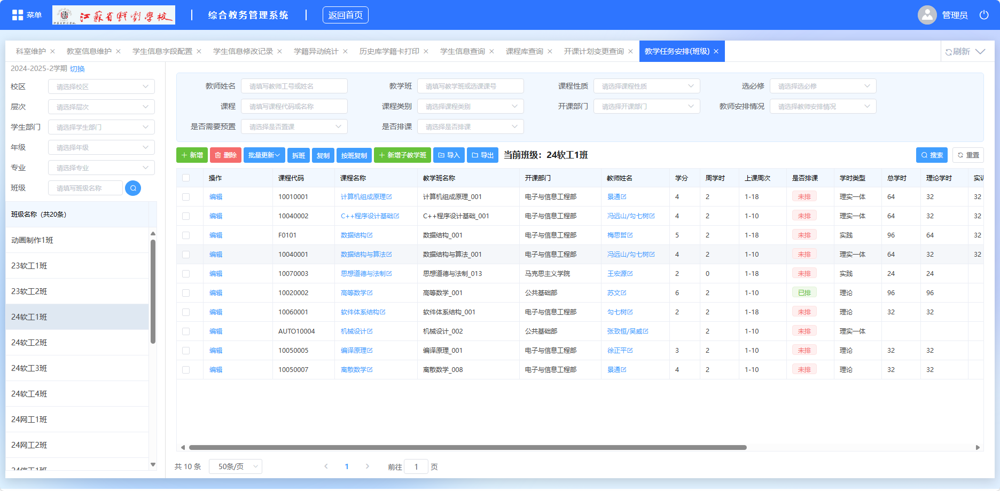 菜单 江苏省戏剧学校 综合教务管理系统 返回首页 管理员
科室维护 教室信息维护 学生信息字段配置 学生信息修改记录 学籍异动统计 历史库学籍卡打印 学生信息查询 课程库查询 开课计划变更查询 教学任务安排(班级) 刷新
2024-2025-2学期 切换
校区 请选择校区
层次 请选择层次
学生部门 请选择学生部门
年级 请选择年级
专业 请选择专业
班级 请填写班级名称
班级名称（共20条）
动画制作1班
23软工1班
23软工2班
24软工1班
24软工2班
24软工3班
24软工4班
24网工1班
24网工2班
24信工1班
教师姓名 请填写教师工号或姓名 教学班 请填写教学班或选课课号 课程性质 请选择课程性质 选必修 请选择选必修
课程 请填写课程代码或名称 课程类别 请选择课程类别 开课部门 请选择开课部门 教师安排情况 请选择教师安排情况
是否需要预置 请选择是否置课 是否排课 请选择是否排课
新增 删除 批量更新 拆班 复制 按班复制 新增子教学班 导入 导出 当前班级：24软工1班 搜索 重置
操作 课程代码 课程名称 教学班名称 开课部门 教师姓名 学分 周学时 上课周次 是否排课 学时类型 总学时 理论学时 实训
编辑 10010001 计算机组成原理 计算机组成原理_001 电子与信息工程部 景通 4 2 1-18 未排 理实一体 64 32 32
编辑 10040002 C++程序设计基础 C++程序设计基础_001 电子与信息工程部 冯远山/勾七树 4 2 1-10 未排 理实一体 64 32 32
编辑 F0101 数据结构 数据结构_001 电子与信息工程部 梅思哲 5 2 1-18 未排 实践 96 64 32
编辑 10040001 数据结构与算法 数据结构与算法_001 电子与信息工程部 冯远山/勾七树 4 2 1-10 未排 理实一体 64 32 32
编辑 10070003 思想道德与法制 思想道德与法制_013 马克思主义学院 王宏源 2 0 1-18 未排 实践 24 24
编辑 10020002 高等数学 高等数学_001 公共基础部 苏文 6 2 1-10 已排 理论 96 96
编辑 10060001 软件体系结构 软件体系结构_001 电子与信息工程部 勾七树 2 2 1-18 未排 理论 32 32
编辑 AUTO10004 机械设计 机械设计_002 公共基础部 张致恒/吴威 2 1-10 未排 理实一体
编辑 10050005 编译原理 编译原理_001 电子与信息工程部 徐正平 3 2 1-10 未排 理论 32 32
编辑 10050007 离散数学 离散数学_008 电子与信息工程部 景通 4 2 1-10 未排 理论 32 32
共 10 条 50条/页 1 前往 1 页